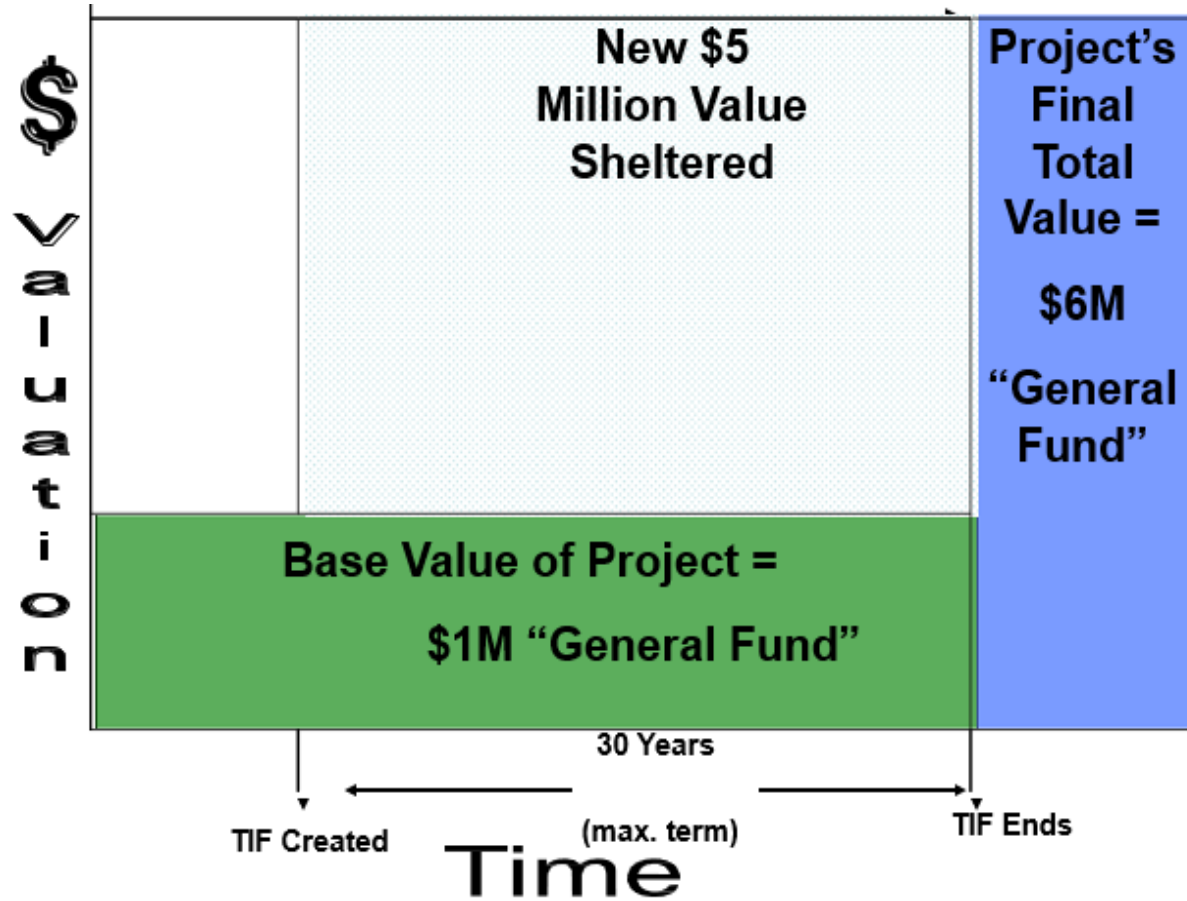 $ Valuation
New $5
Million Value
Sheltered
Project’s
Final
Total
Value =
$6M
“General
Fund”
Base Value of Project =
$1M “General Fund”
30 Years
(max. term)
TIF Created
TIF Ends
Time